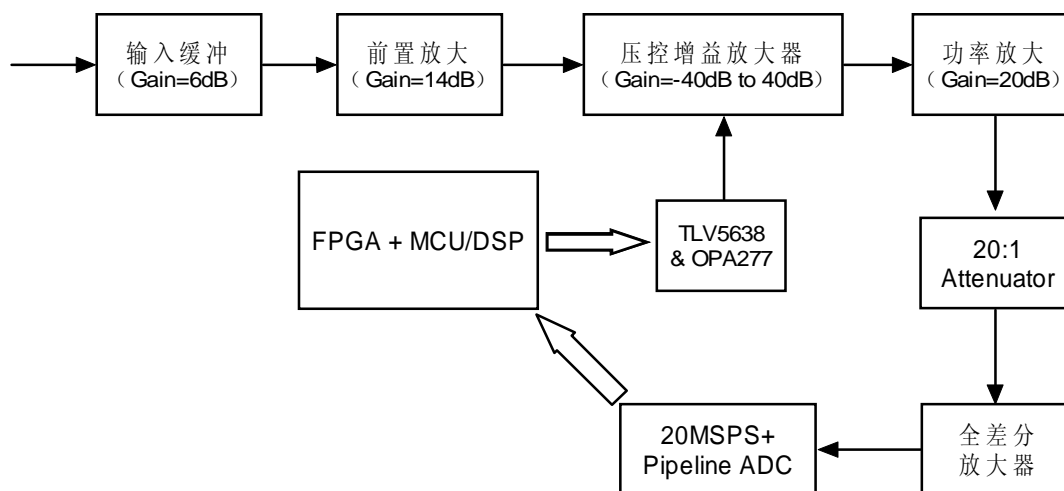 输入缓冲
（Gain=6dB）
前置放大
（Gain=14dB）
压控增益放大器
（Gain=-40dB to 40dB）
功率放大
（Gain=20dB）
FPGA + MCU/DSP
TLV5638
& OPA277
20:1
Attenuator
20MSPS+
Pipeline ADC
全差分
放大器